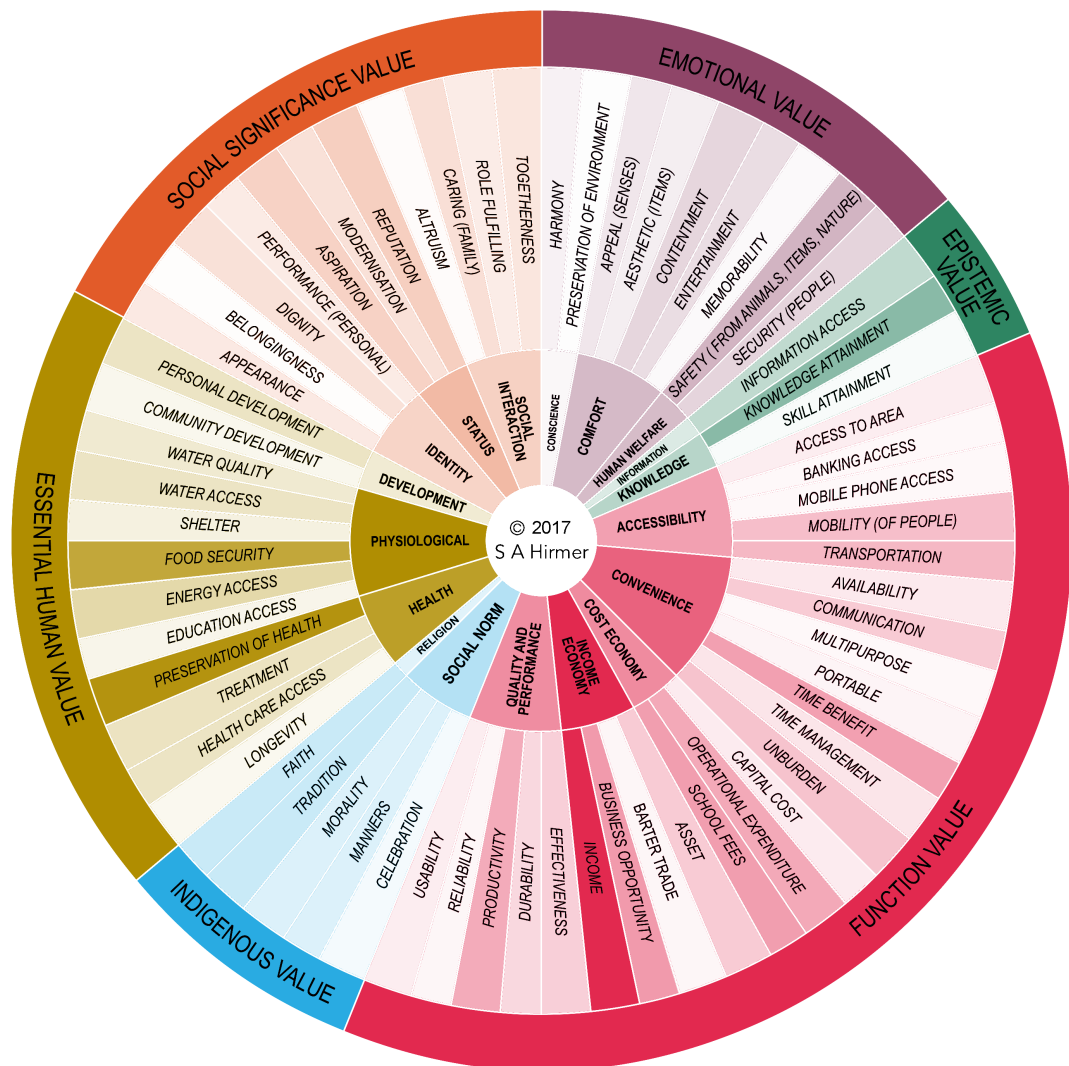 EMOTIONAL VALUE
EPISTEMIC
VALUE
FUNCTION VALUE
INDIGENOUS VALUE
ESSENTIAL HUMAN VALUE
SOCIAL SIGNIFICANCE VALUE
HARMONY
PRESERVATION OF ENVIRONMENT
APPEAL (SENSES)
AESTHETIC (ITEMS)
CONTENTMENT
ENTERTAINMENT
MEMORABILITY
SAFETY ( FROM ANIMALS, ITEMS, NATURE)
SECURITY (PEOPLE)
INFORMATION ACCESS
KNOWLEDGE ATTAINMENT
SKILL ATTAINMENT
ACCESS TO AREA
BANKING ACCESS
MOBILE PHONE ACCESS
MOBILITY (OF PEOPLE)
TRANSPORTATION
AVAILABILITY
COMMUNICATION
MULTIPURPOSE
PORTABLE
TIME BENEFIT
TIME MANAGEMENT
UNBURDEN
CAPITAL COST
OPERATIONAL EXPENDITURE
SCHOOL FEES
ASSET
BARTER TRADE
BUSINESS OPPORTUNITY
INCOME
EFFECTIVENESS
DURABILITY
PRODUCTIVITY
RELIABILITY
USABILITY
CELEBRATION
MANNERS
MORALITY
TRADITION
FAITH
LONGEVITY
HEALTH CARE ACCESS
TREATMENT
PRESERVATION OF HEALTH
EDUCATION ACCESS
ENERGY ACCESS
FOOD SECURITY
SHELTER
WATER ACCESS
WATER QUALITY
COMMUNITY DEVELOPMENT
PERSONAL DEVELOPMENT
APPEARANCE
BELONGINGNESS
DIGNITY
PERFORMANCE (PERSONAL)
ASPIRATION
MODERNISATION
REPUTATION
ALTRUISM
CARING (FAMILY)
ROLE FULFILLING
TOGETHERNESS
CONSCIENCE
COMFORT
HUMAN WELFARE
INFORMATION
KNOWLEDGE
ACCESSIBILITY
CONVENIENCE
COST ECONOMY
INCOME
ECONOMY
QUALITY AND
PERFORMANCE
SOCIAL NORM
RELIGION
HEALTH
PHYSIOLOGICAL
DEVELOPMENT
IDENTITY
STATUS
SOCIAL
INTERACTION
© 2017
S A Hirmer